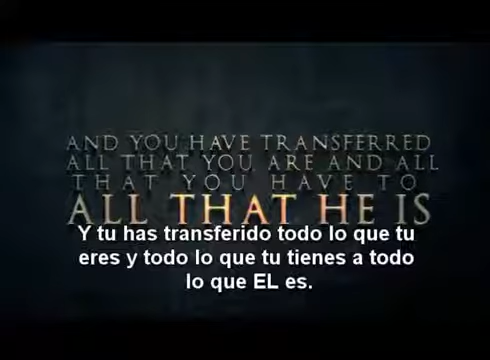 AND YOU HAVE TRANSFERRED
ALL THAT YOU ARE AND ALL
THAT YOU HAVE TO
ALL THAT HE IS
Y tu has transferido todo lo que tu
eres y todo lo que tu tienes a todo
lo que EL es.